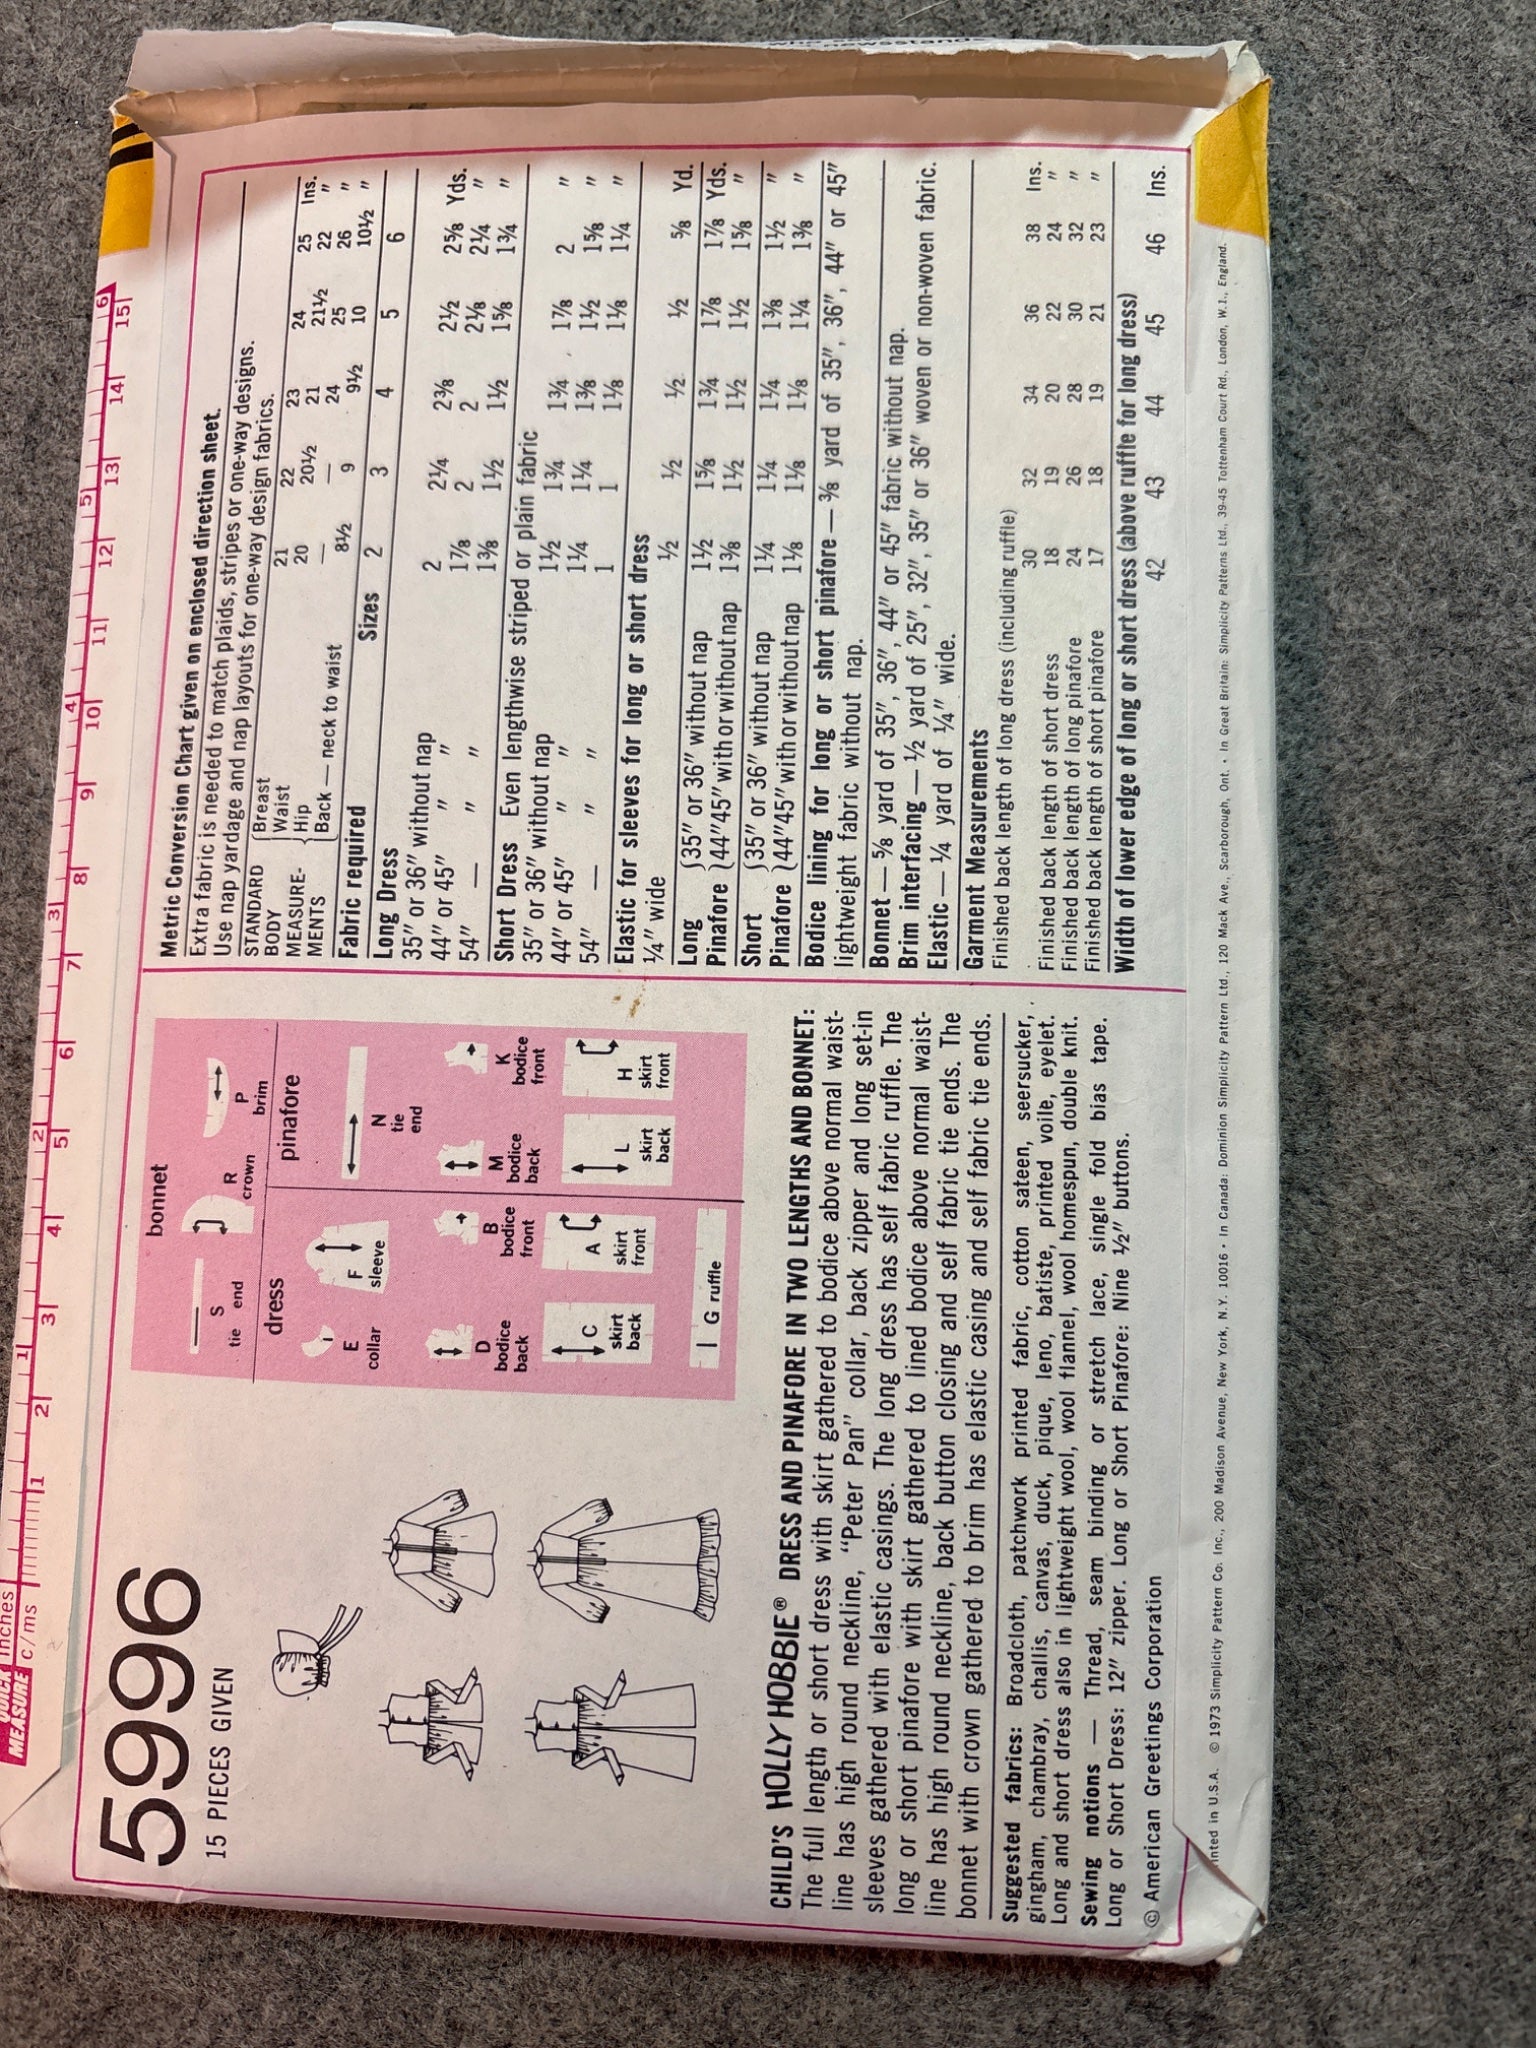 who
newsstands
QUICK inches
MEASURE c/ms
1 2 3 4 5 6
1 2 3 4 5 6 7 8 9 10 11 12 13 14 15
5996
15 PIECES GIVEN
bonnet
S
tie end
R
crown
P
brim
dress
E
collar
F
sleeve
D
bodice
back
B
bodice
front
C
skirt
back
A
skirt
front
G ruffle
pinafore
N
tie
end
M
bodice
back
K
bodice
front
L
skirt
back
H
skirt
front
CHILD'S HOLLY HOBBIE® DRESS AND PINAFORE IN TWO LENGTHS AND BONNET:
The full length or short dress with skirt gathered to bodice above normal waist-
line has high round neckline, "Peter Pan" collar, back zipper and long set-in
sleeves gathered with elastic casings. The long dress has self fabric ruffle. The
long or short pinafore with skirt gathered to lined bodice above normal waist-
line has high round neckline, back button closing and self fabric tie ends. The
bonnet with crown gathered to brim has elastic casing and self fabric tie ends.
Suggested fabrics: Broadcloth, patchwork printed fabric, cotton sateen, seersucker,
gingham, chambray, challis, canvas, duck, pique, leno, batiste, printed voile, eyelet.
Long and short dress also in lightweight wool, wool flannel, wool homespun, double knit.
Sewing notions — Thread, seam binding or stretch lace, single fold bias tape.
Long or Short Dress: 12" zipper. Long or Short Pinafore: Nine ½" buttons.
© American Greetings Corporation
Metric Conversion Chart given on enclosed direction sheet.
Extra fabric is needed to match plaids, stripes or one-way designs.
Use nap yardage and nap layouts for one-way design fabrics.
STANDARD BODY MEASURE-MENTS
Breast 21 22 23 24 25 Ins.
Waist 20 20½ 21 21½ 22 "
Hip — — 24 25 26 "
Back — neck to waist 8½ 9 9½ 10 10½ "
Fabric required Sizes 2 3 4 5 6
Long Dress
35" or 36" without nap 2 2¼ 2⅜ 2½ 2⅝ Yds.
44" or 45" " " 1⅞ 2 2 2⅛ 2¼ "
54" — " " 1⅜ 1½ 1½ 1⅝ 1¾ "
Short Dress Even lengthwise striped or plain fabric
35" or 36" without nap 1½ 1¾ 1¾ 1⅞ 2 "
44" or 45" " " 1¼ 1¼ 1⅜ 1½ 1⅝ "
54" — " " 1 1 1⅛ 1⅛ 1¼ "
Elastic for sleeves for long or short dress
¼" wide ½ ½ ½ ½ ⅝ Yd.
Long {35" or 36" without nap 1½ 1⅝ 1¾ 1⅞ 1⅞ Yds.
Pinafore {44"45" with or without nap 1⅜ 1½ 1½ 1½ 1⅝ "
Short {35" or 36" without nap 1¼ 1¼ 1¼ 1⅜ 1½ "
Pinafore {44"45" with or without nap 1⅛ 1⅛ 1⅛ 1¼ 1⅜ "
Bodice lining for long or short pinafore — ⅜ yard of 35", 36", 44" or 45"
lightweight fabric without nap.
Bonnet — ⅝ yard of 35", 36", 44" or 45" fabric without nap.
Brim interfacing — ½ yard of 25", 32", 35" or 36" woven or non-woven fabric.
Elastic — ¼ yard of ¼" wide.
Garment Measurements
Finished back length of long dress (including ruffle)
30 32 34 36 38 Ins.
Finished back length of short dress 18 19 20 22 24 "
Finished back length of long pinafore 24 26 28 30 32 "
Finished back length of short pinafore 17 18 19 21 23 "
Width of lower edge of long or short dress (above ruffle for long dress)
42 43 44 45 46 Ins.
inted in U.S.A. © 1973 Simplicity Pattern Co. Inc., 200 Madison Avenue, New York, N.Y. 10016 • In Canada: Dominion Simplicity Pattern Ltd., 120 Mack Ave., Scarborough, Ont. • In Great Britain: Simplicity Patterns Ltd., 39-45 Tottenham Court Rd., London, W.1., England.